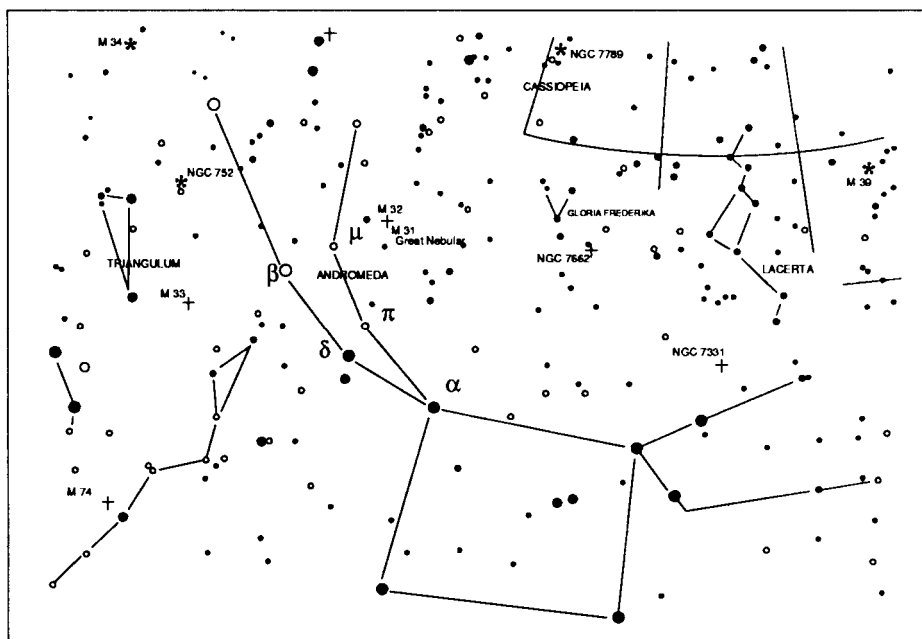 M 34
NGC 7789
CASSIOPEIA
NGC 752
M 39
M 32
GLORIA FREDERIKA
M 31
μ
Great Nebular
NGC 7662
TRIANGULUM
β
ANDROMEDA
LACERTA
M 33
π
δ
NGC 7331
α
M 74